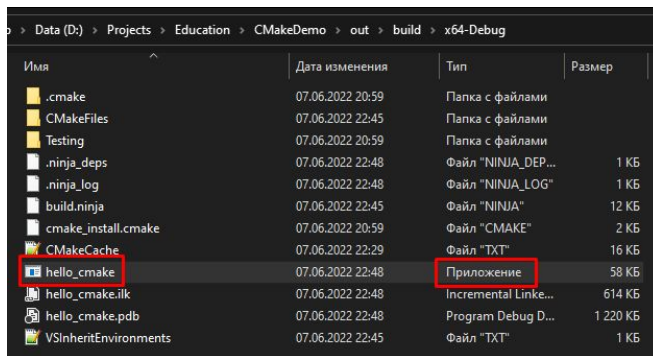 Data (D:) > Projects > Education > CMakeDemo > out > build > x64-Debug
Имя Дата изменения Тип Размер
.cmake 07.06.2022 20:59 Папка с файлами
CMakeFiles 07.06.2022 22:45 Папка с файлами
Testing 07.06.2022 20:59 Папка с файлами
.ninja_deps 07.06.2022 22:48 Файл "NINJA_DEP... 1 КБ
.ninja_log 07.06.2022 22:48 Файл "NINJA_LOG" 1 КБ
build.ninja 07.06.2022 22:45 Файл "NINJA" 12 КБ
cmake_install.cmake 07.06.2022 20:59 Файл "CMAKE" 2 КБ
CMakeCache 07.06.2022 22:29 Файл "TXT" 16 КБ
hello_cmake 07.06.2022 22:48 Приложение 58 КБ
hello_cmake.ilk 07.06.2022 22:48 Incremental Linke... 614 КБ
hello_cmake.pdb 07.06.2022 22:48 Program Debug D... 1 220 КБ
VSInheritEnvironments 07.06.2022 22:45 Файл "TXT" 1 КБ